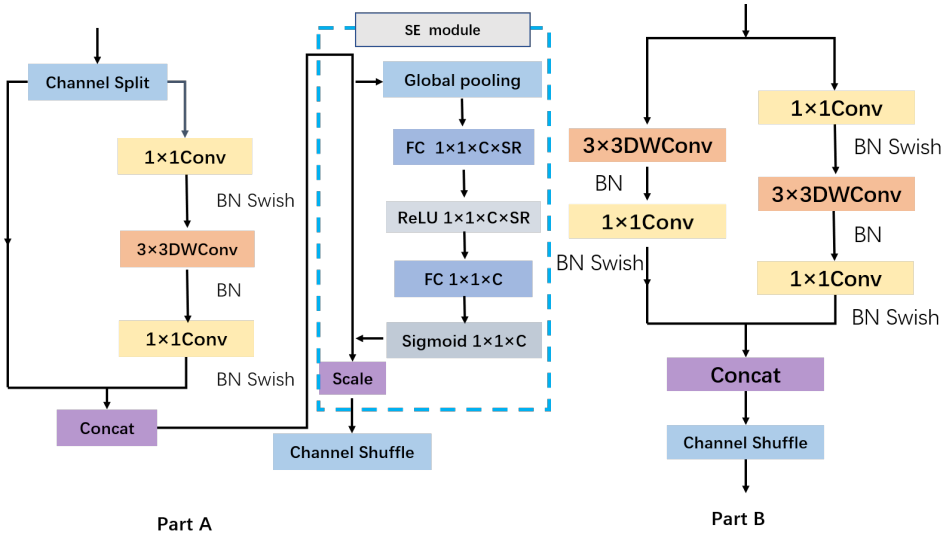 Channel Split
1×1Conv
BN Swish
3×3DWConv
BN
1×1Conv
BN Swish
Concat
SE module
Global pooling
FC 1×1×C×SR
ReLU 1×1×C×SR
FC 1×1×C
Sigmoid 1×1×C
Scale
Channel Shuffle
Part A
3×3DWConv
BN
1×1Conv
BN Swish
1×1Conv
BN Swish
3×3DWConv
BN
1×1Conv
BN Swish
Concat
Channel Shuffle
Part B